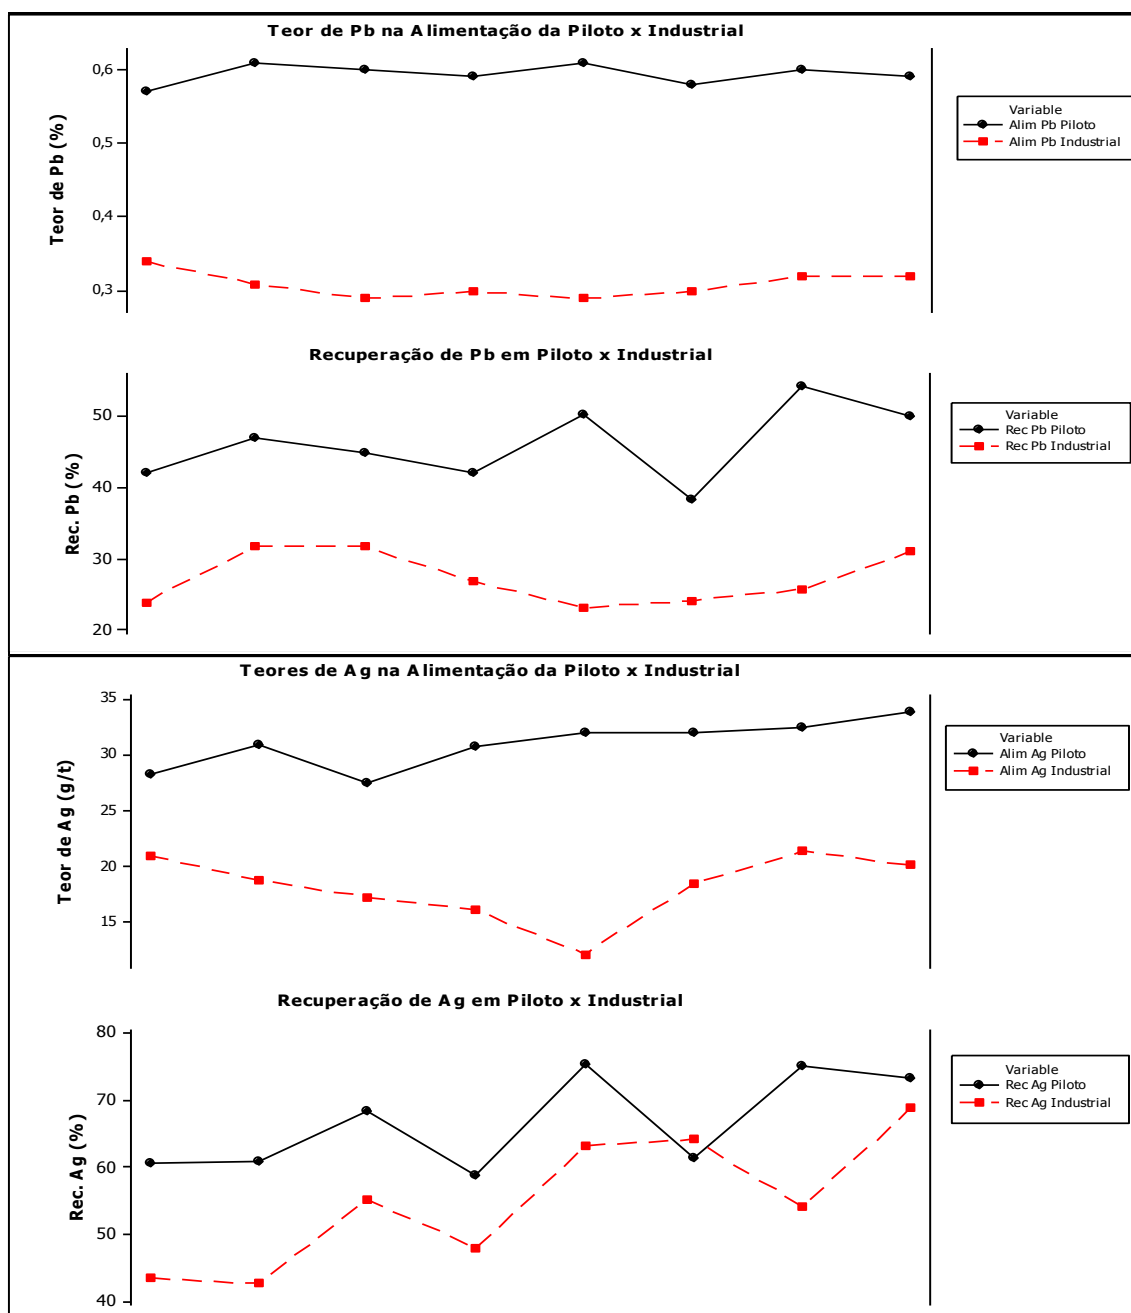 Teor de Pb na Alimentação da Piloto x Industrial
Teor de Pb (%)
0,6
0,5
0,4
0,3
Variable
Alim Pb Piloto
Alim Pb Industrial
Recuperação de Pb em Piloto x Industrial
Rec. Pb (%)
50
40
30
20
Variable
Rec Pb Piloto
Rec Pb Industrial
Teores de Ag na Alimentação da Piloto x Industrial
Teor de Ag (g/t)
35
30
25
20
15
Variable
Alim Ag Piloto
Alim Ag Industrial
Recuperação de Ag em Piloto x Industrial
Rec. Ag (%)
80
70
60
50
40
Variable
Rec Ag Piloto
Rec Ag Industrial